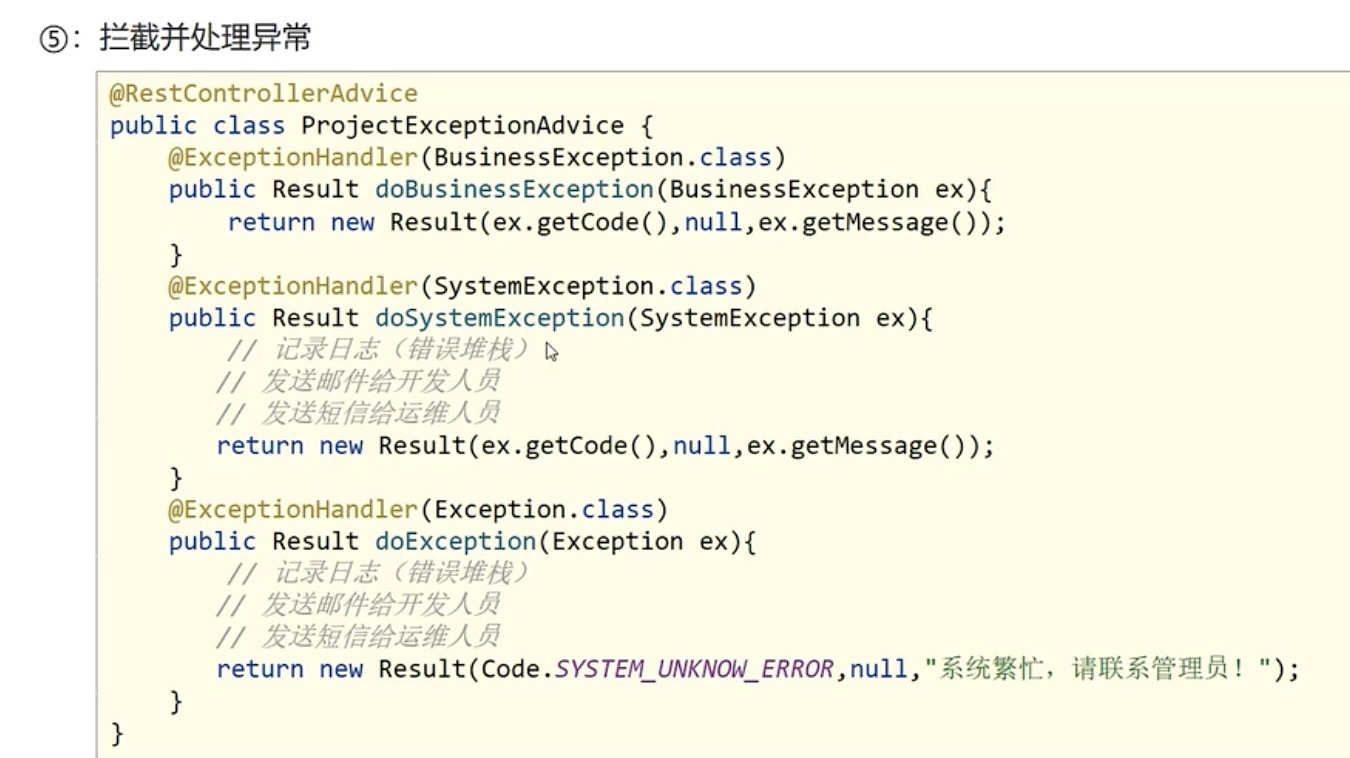 ⑤：拦截并处理异常
@RestControllerAdvice
public class ProjectExceptionAdvice {
    @ExceptionHandler(BusinessException.class)
    public Result doBusinessException(BusinessException ex){
        return new Result(ex.getCode(),null,ex.getMessage());
    }
    @ExceptionHandler(SystemException.class)
    public Result doSystemException(SystemException ex){
        // 记录日志（错误堆栈）
        // 发送邮件给开发人员
        // 发送短信给运维人员
        return new Result(ex.getCode(),null,ex.getMessage());
    }
    @ExceptionHandler(Exception.class)
    public Result doException(Exception ex){
        // 记录日志（错误堆栈）
        // 发送邮件给开发人员
        // 发送短信给运维人员
        return new Result(Code.SYSTEM_UNKNOW_ERROR,null,"系统繁忙，请联系管理员！");
    }
}